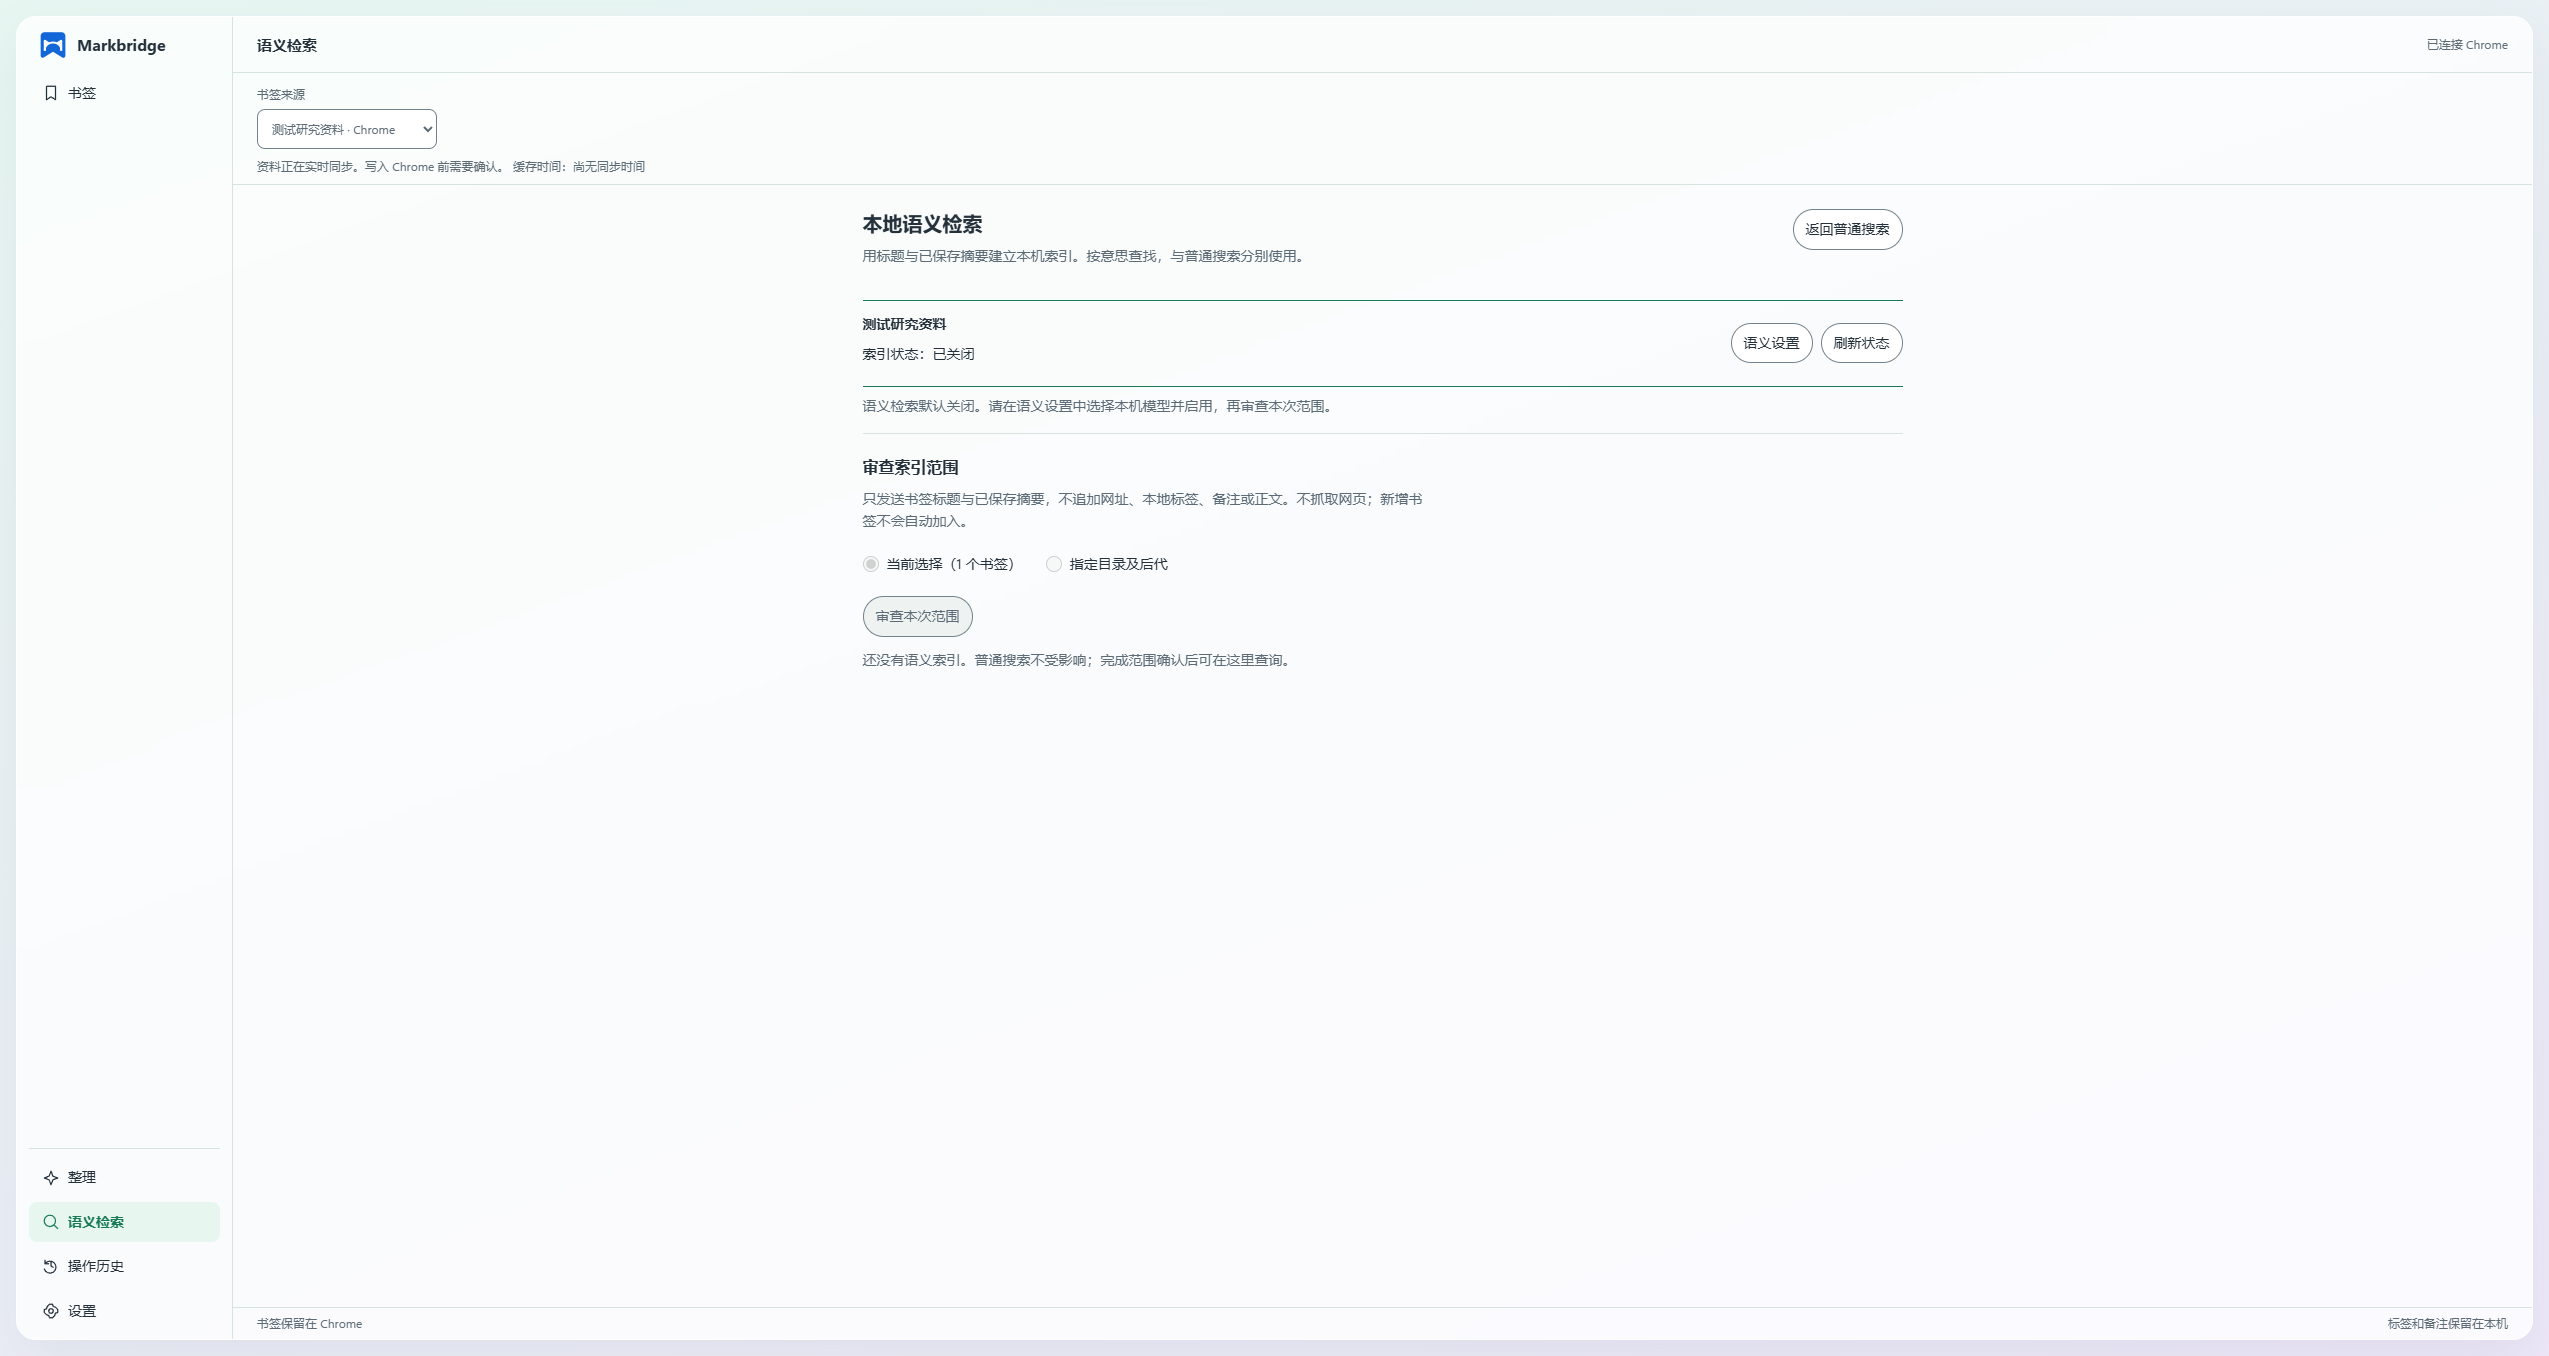 Markbridge
书签
整理
语义检索
操作历史
设置
语义检索
已连接 Chrome
书签来源
测试研究资料 · Chrome
资料正在实时同步。写入 Chrome 前需要确认。 缓存时间：尚无同步时间
本地语义检索
返回普通搜索
用标题与已保存摘要建立本机索引。按意思查找，与普通搜索分别使用。
测试研究资料
索引状态：已关闭
语义设置
刷新状态
语义检索默认关闭。请在语义设置中选择本机模型并启用，再审查本次范围。
审查索引范围
只发送书签标题与已保存摘要，不追加网址、本地标签、备注或正文。不抓取网页；新增书
签不会自动加入。
当前选择（1 个书签）
指定目录及后代
审查本次范围
还没有语义索引。普通搜索不受影响；完成范围确认后可在这里查询。
书签保留在 Chrome
标签和备注保留在本机